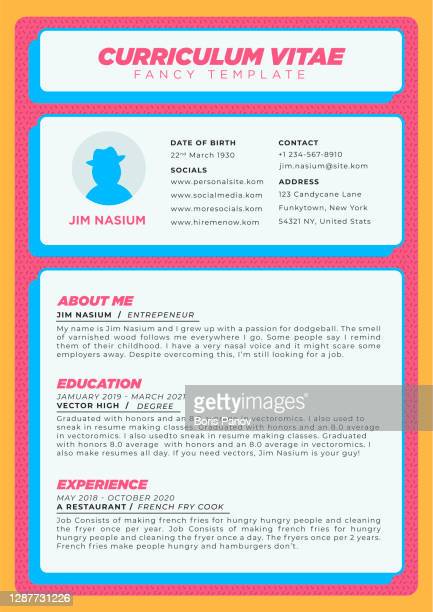 CURRICULUM VITAE
FANCY TEMPLATE
JIM NASIUM
DATE OF BIRTH
22nd March 1930
SOCIALS
www.personalsite.kom
www.socialmedia.kom
www.moresocials.kom
www.hiremenow.kom
CONTACT
+1 234-567-8910
jim.nasium@site.kom
ADDRESS
123 Candycane Lane
Funkytown, New York
54321 NY, United Stats
ABOUT ME
JIM NASIUM / ENTREPENEUR
My name is Jim Nasium and I grew up with a passion for dodgeball. The smell
of varnished wood follows me everywhere I go. Some people say I remind
them of their childhood. I have a very nasal voice and it might scare some
employers away. Despite overcoming this, I'm still looking for a job.
EDUCATION
JAMUARY 2019 - MARCH 2021
VECTOR HIGH / DEGREE
Graduated with honors and an 8 in vectoromics. I also used to
sneak in resume making classes. Graduated with honors and an 8.0 average
in vectoromics. I also usedto sneak in resume making classes. Graduated
with honors 8.0 average with honors and an 8.0 average in vectoromics. I
also make resumes all day. If you need vectors, Jim Nasium is your guy!
EXPERIENCE
MAY 2018 - OCTOBER 2020
A RESTAURANT / FRENCH FRY COOK
Job Consists of making french fries for hungry hungry people and cleaning
the fryer once per year. Job Consists of making french fries for hungry
hungry people and cleaning the fryer once a day. The fryers once per 2 years.
French fries make people hungry and hamburgers don't.
gettyimages
Credit: Boris Panov
1287731226